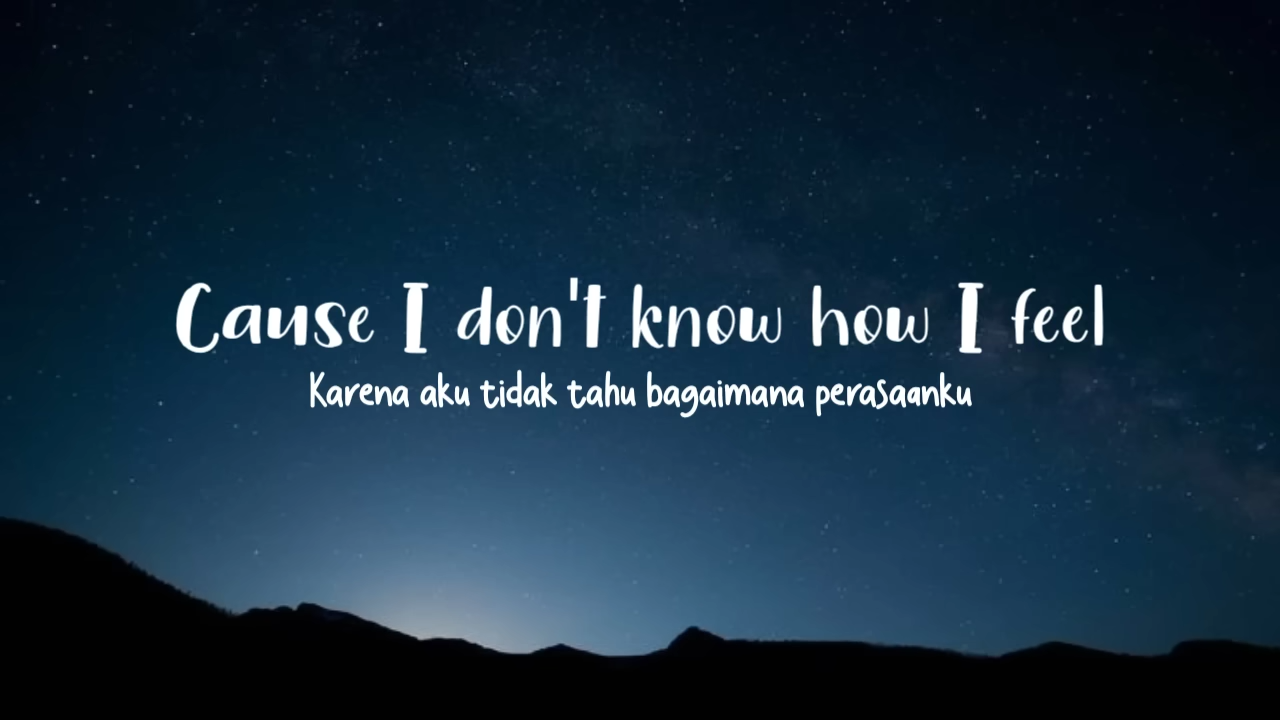 Cause I don't know how I feel
Karena aku tidak tahu bagaimana perasaanku